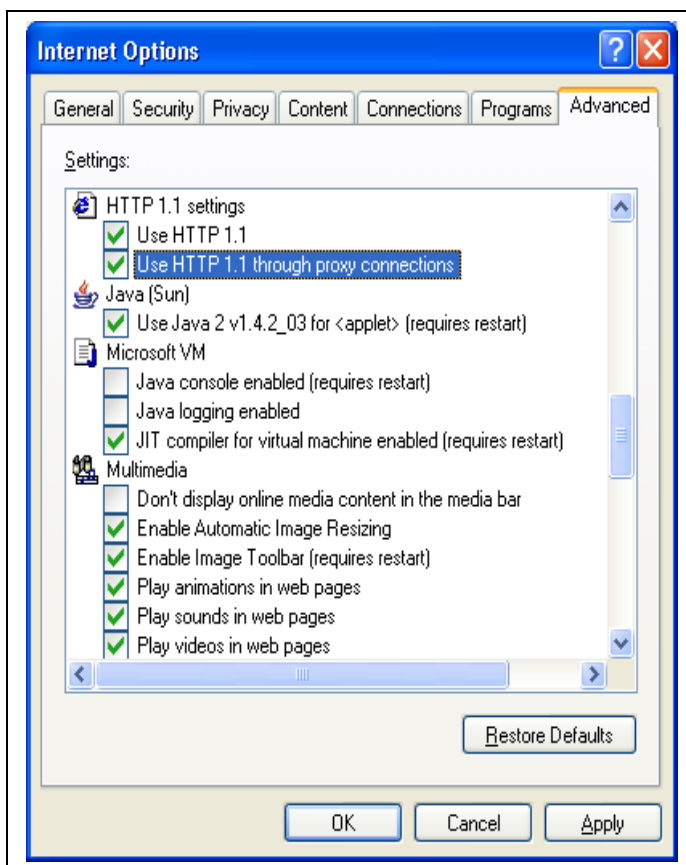 Internet Options
General Security Privacy Content Connections Programs Advanced
Settings:
HTTP 1.1 settings
Use HTTP 1.1
Use HTTP 1.1 through proxy connections
Java (Sun)
Use Java 2 v1.4.2_03 for <applet> (requires restart)
Microsoft VM
Java console enabled (requires restart)
Java logging enabled
JIT compiler for virtual machine enabled (requires restart)
Multimedia
Don't display online media content in the media bar
Enable Automatic Image Resizing
Enable Image Toolbar (requires restart)
Play animations in web pages
Play sounds in web pages
Play videos in web pages
Restore Defaults
OK Cancel Apply